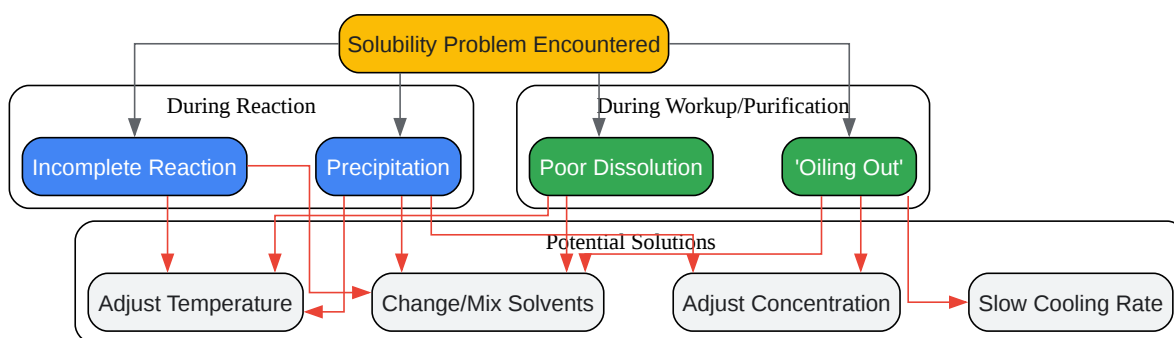 Solubility Problem Encountered
During Reaction
During Workup/Purification
Incomplete Reaction
Precipitation
Poor Dissolution
'Oiling Out'
Potential Solutions
Adjust Temperature
Change/Mix Solvents
Adjust Concentration
Slow Cooling Rate